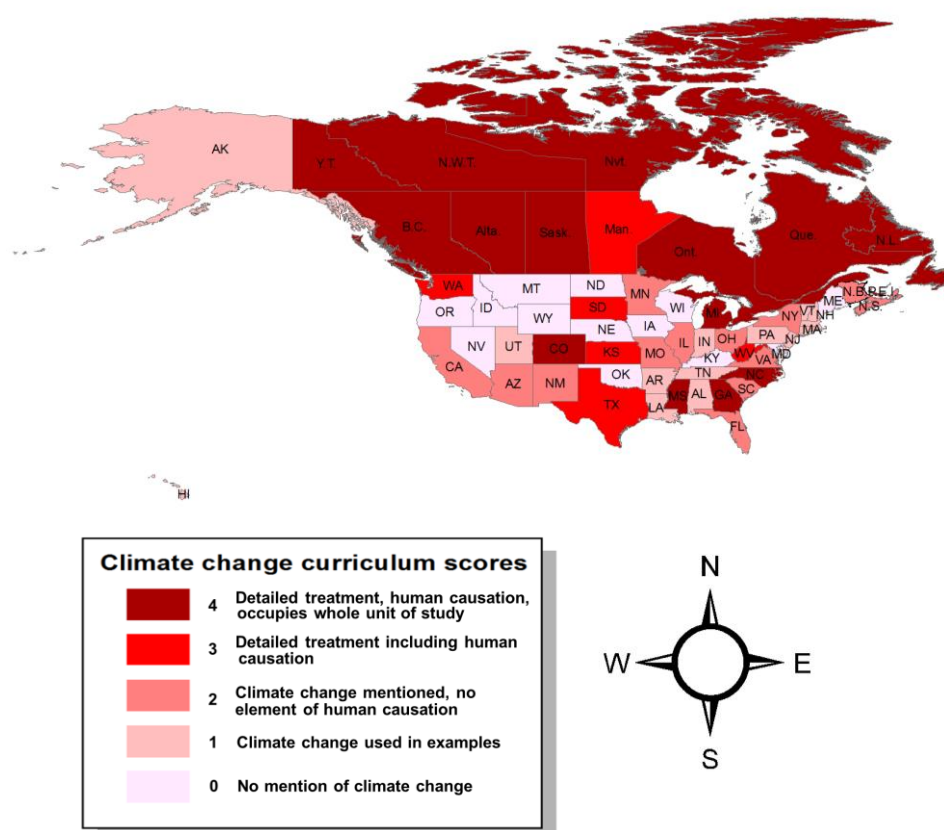 AK
Y.T.
N.W.T.
Nvt.
B.C.
Alta.
Sask.
Man.
Ont.
Que
N.L.
WA
MT
ND
MN
OR
ID
WY
SD
WI
MI
NY
VT
ME
N.B.
P.E.I.
N.S.
NH
MA
NV
UT
CO
NE
IA
IL
IN
OH
PA
NJ
MD
CA
AZ
NM
KS
OK
MO
KY
WV
VA
TX
AR
TN
NC
LA
MS
AL
GA
SC
FL
HI
Climate change curriculum scores
4 Detailed treatment, human causation,
occupies whole unit of study
3 Detailed treatment including human
causation
2 Climate change mentioned, no
element of human causation
1 Climate change used in examples
0 No mention of climate change
N
W E
S